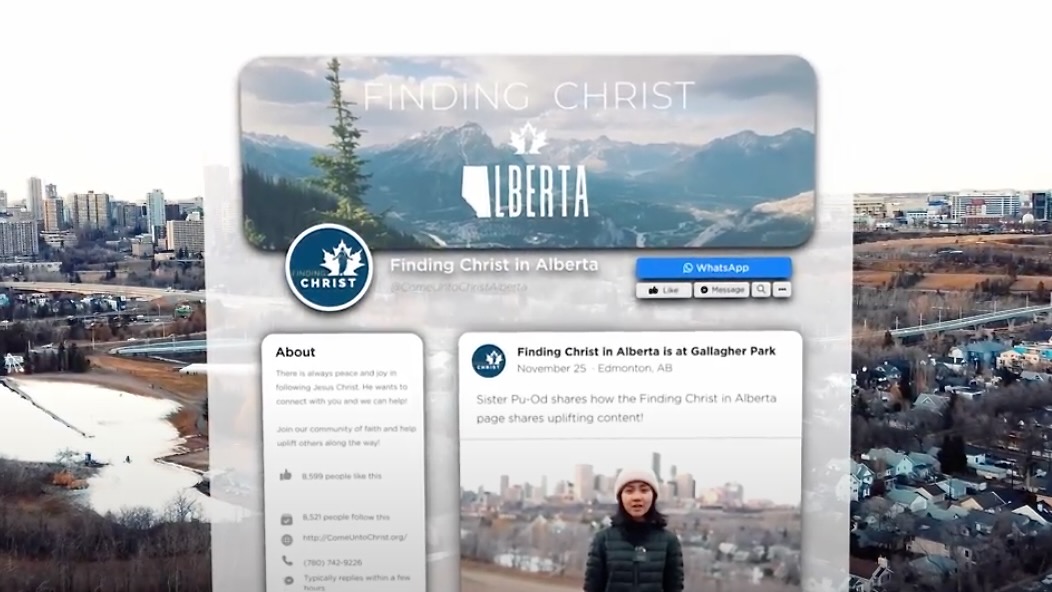 FINDING CHRIST
ALBERTA
FINDING
CHRIST
Finding Christ in Alberta
@ComeUntoChristAlberta
WhatsApp
Like
Message
About
There is always peace and joy in
following Jesus Christ. He wants to
connect with you and we can help!
Join our community of faith and help
uplift others along the way!
8,599 people like this
8,521 people follow this
http://ComeUntoChrist.org/
(780) 742-9226
Typically replies within a few
hours
CHRIST
Finding Christ in Alberta is at Gallagher Park
November 25 · Edmonton, AB
Sister Pu-Od shares how the Finding Christ in Alberta
page shares uplifting content!